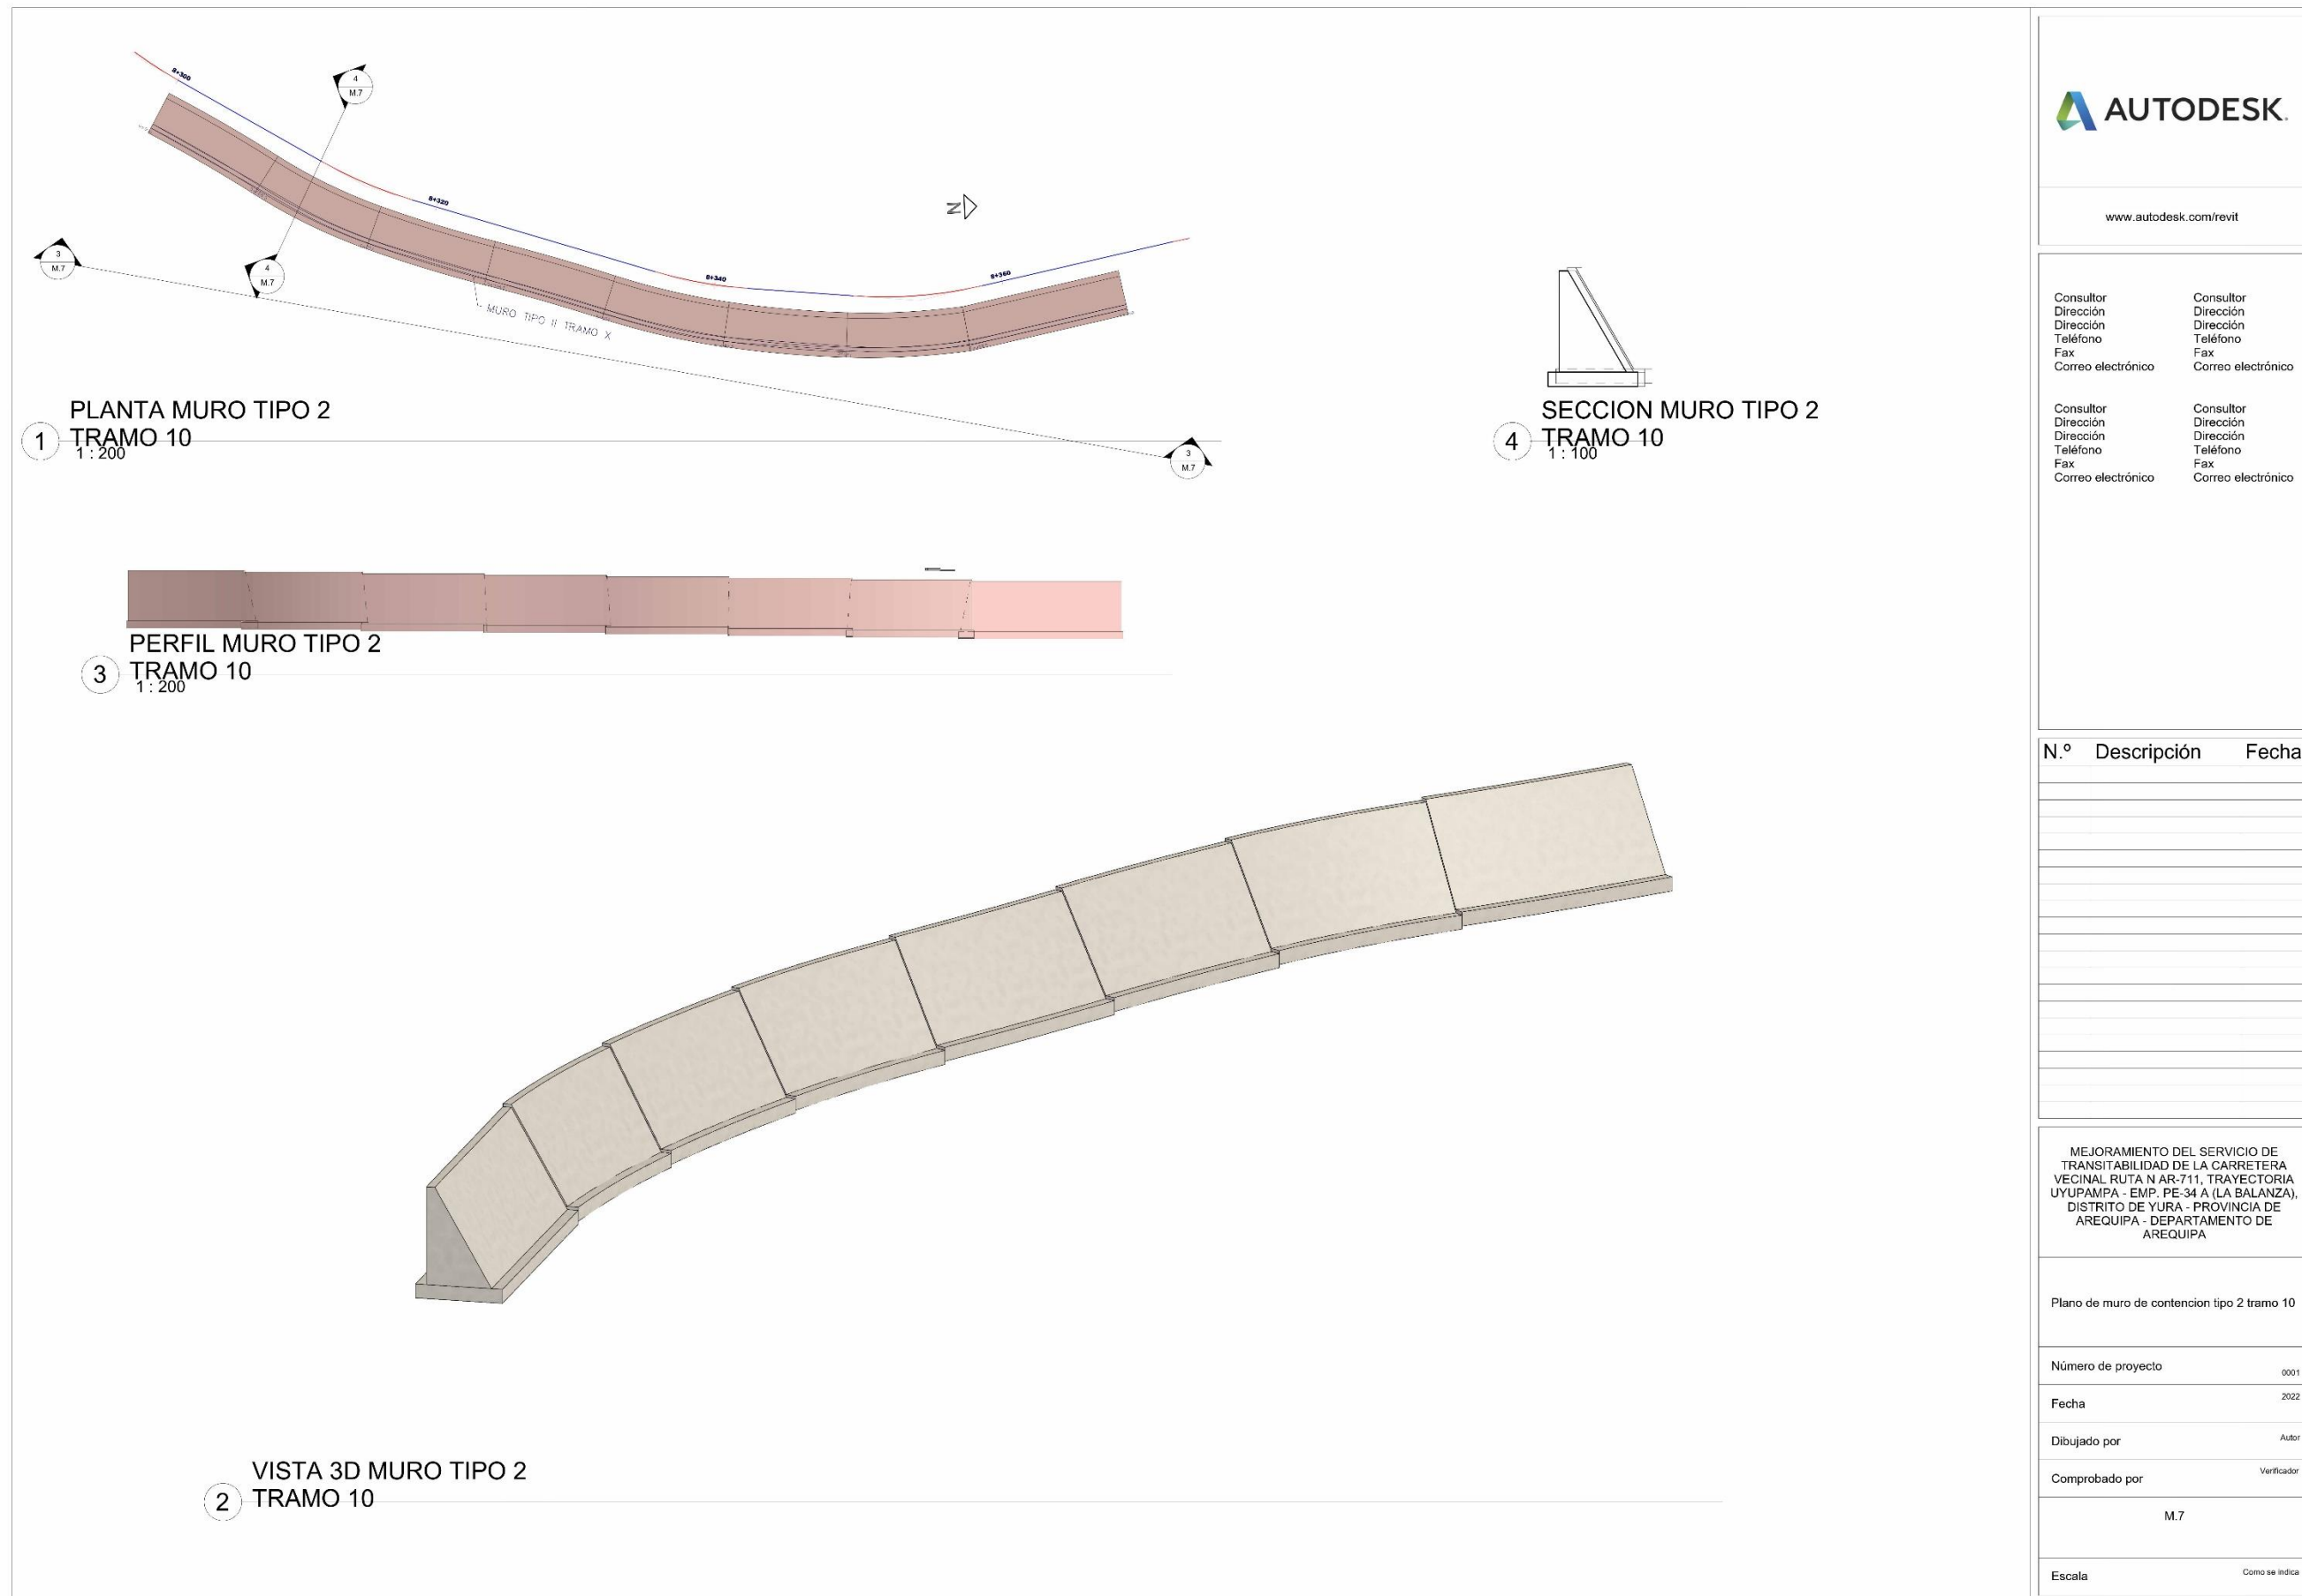 8+300
4
M.7
8+320
N
3
M.7
4
M.7
8+340
8+360
MURO TIPO II TRAMO X
1
PLANTA MURO TIPO 2
TRAMO 10
1 : 200
3
M.7
4
SECCION MURO TIPO 2
TRAMO 10
1 : 100
3
PERFIL MURO TIPO 2
TRAMO 10
1 : 200
2
VISTA 3D MURO TIPO 2
TRAMO 10
AUTODESK.
www.autodesk.com/revit
Consultor Consultor
Dirección Dirección
Dirección Dirección
Teléfono Teléfono
Fax Fax
Correo electrónico Correo electrónico
Consultor Consultor
Dirección Dirección
Dirección Dirección
Teléfono Teléfono
Fax Fax
Correo electrónico Correo electrónico
N.º Descripción Fecha
MEJORAMIENTO DEL SERVICIO DE
TRANSITABILIDAD DE LA CARRETERA
VECINAL RUTA N AR-711, TRAYECTORIA
UYUPAMPA - EMP. PE-34 A (LA BALANZA),
DISTRITO DE YURA - PROVINCIA DE
AREQUIPA - DEPARTAMENTO DE
AREQUIPA
Plano de muro de contencion tipo 2 tramo 10
Número de proyecto 0001
Fecha 2022
Dibujado por Autor
Comprobado por Verificador
M.7
Escala Como se indica